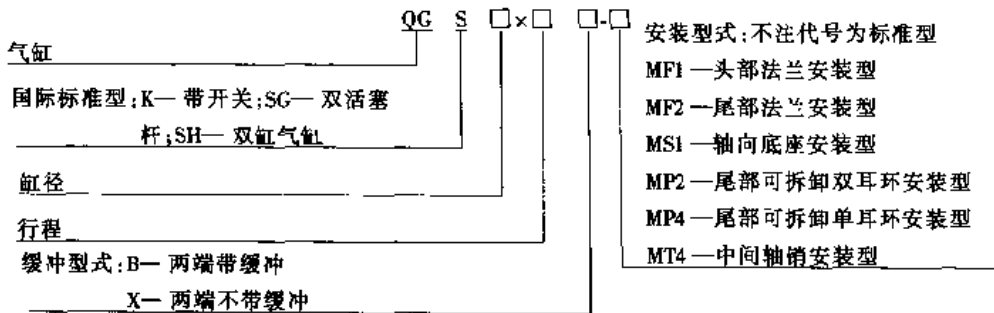 QG S □×□ □-□
气缸
国际标准型:K— 带开关;SG— 双活塞
杆;SH— 双缸气缸
缸径
行程
缓冲型式:B— 两端带缓冲
X— 两端不带缓冲
安装型式:不注代号为标准型
MF1 —头部法兰安装型
MF2 —尾部法兰安装型
MS1 —轴向底座安装型
MP2 —尾部可拆卸双耳环安装型
MP4 —尾部可拆卸单耳环安装型
MT4 —中间轴销安装型